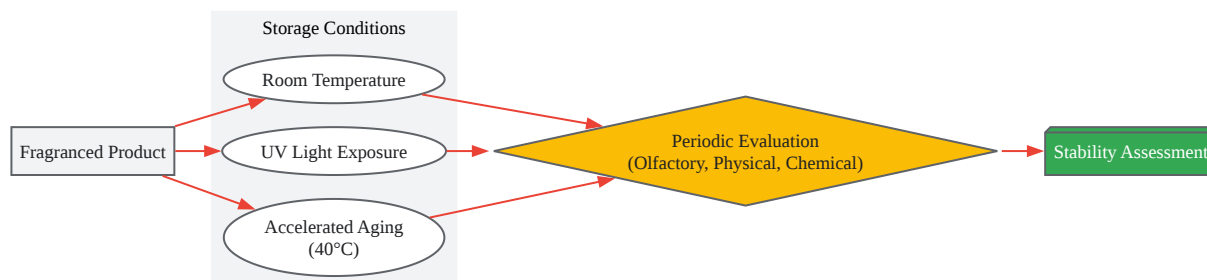 Storage Conditions
Room Temperature
Fragranced Product
UV Light Exposure
Accelerated Aging
(40°C)
Periodic Evaluation
(Olfactory, Physical, Chemical)
Stability Assessment